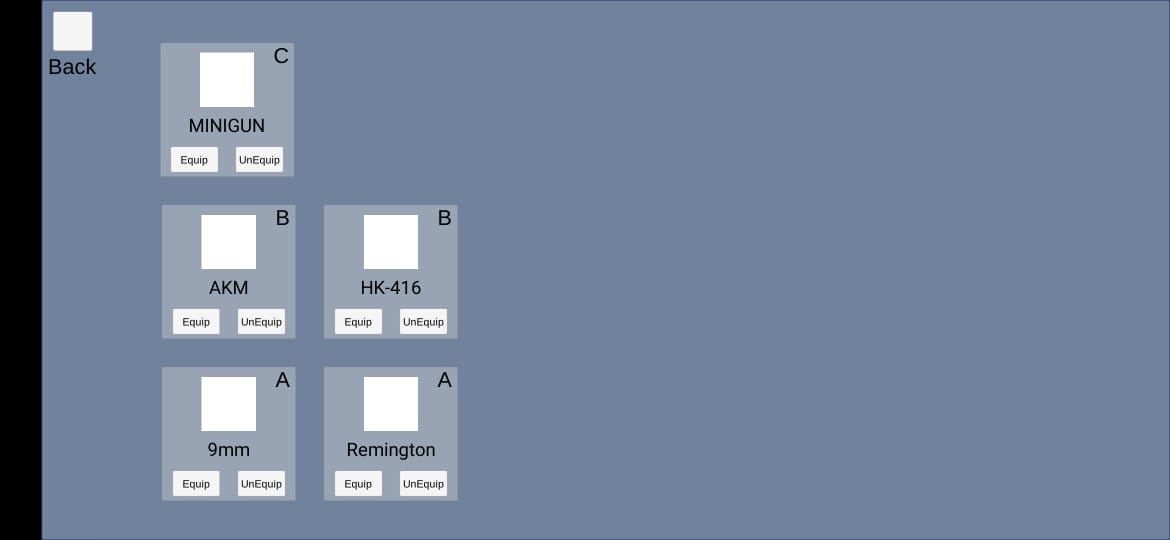 Back
C
MINIGUN
Equip UnEquip
B
AKM
Equip UnEquip
B
HK-416
Equip UnEquip
A
9mm
Equip UnEquip
A
Remington
Equip UnEquip